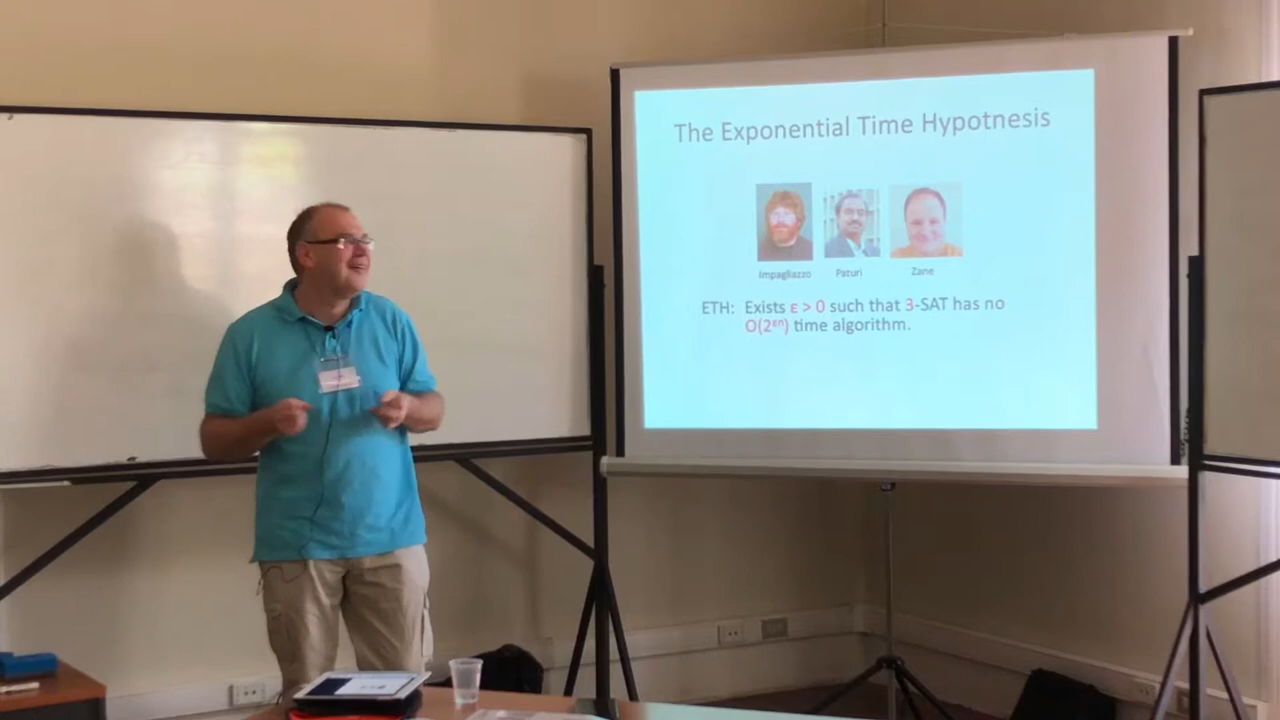 The Exponential Time Hypotnesis
Impagliazzo Paturi Zane
ETH: Exists ε > 0 such that 3-SAT has no
O(2^εn) time algorithm.